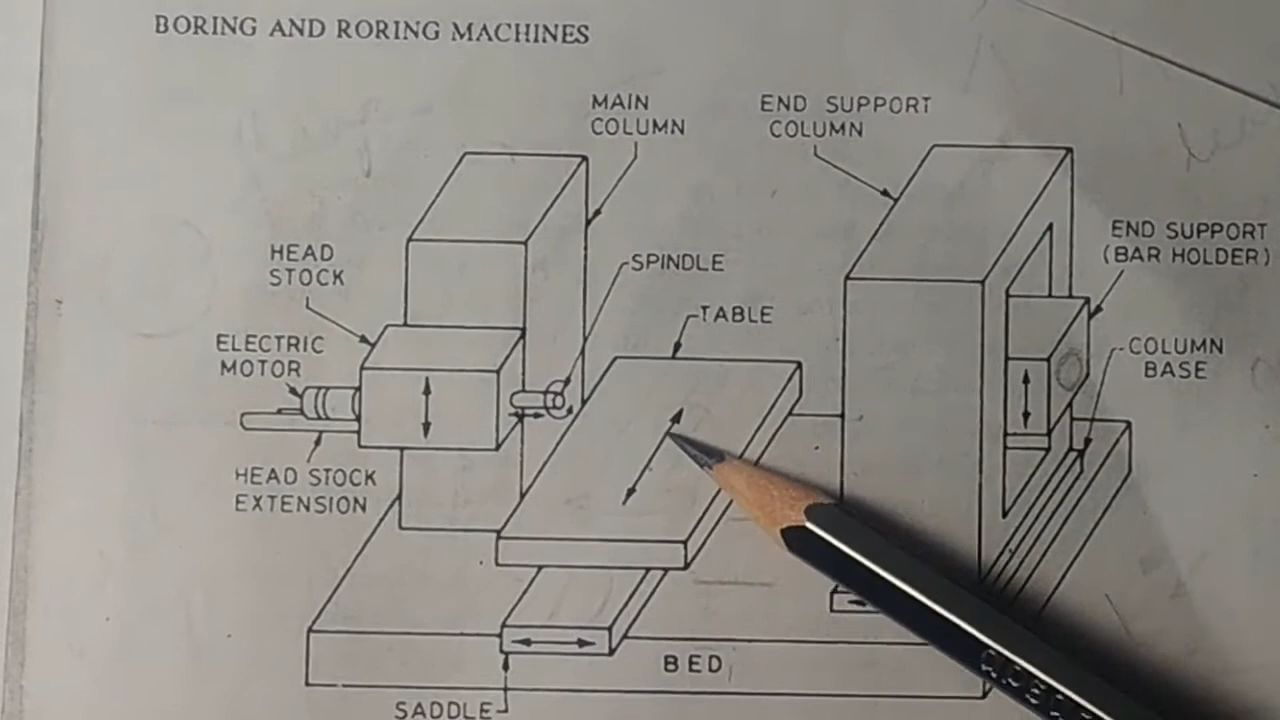 BORING AND RORING MACHINES
MAIN
COLUMN
END SUPPORT
COLUMN
END SUPPORT
(BAR HOLDER)
HEAD
STOCK
SPINDLE
TABLE
ELECTRIC
MOTOR
COLUMN
BASE
HEAD STOCK
EXTENSION
BED
SADDLE